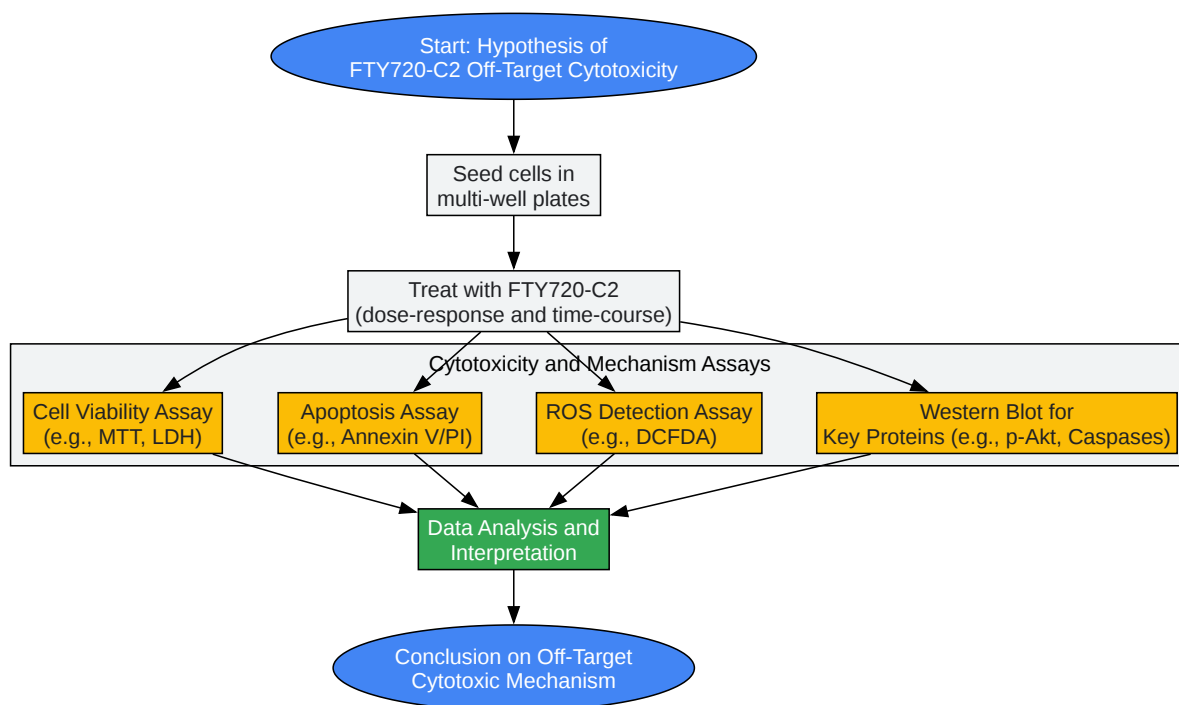 Start: Hypothesis of
FTY720-C2 Off-Target Cytotoxicity
Seed cells in
multi-well plates
Treat with FTY720-C2
(dose-response and time-course)
Cytotoxicity and Mechanism Assays
Cell Viability Assay
(e.g., MTT, LDH)
Apoptosis Assay
(e.g., Annexin V/PI)
ROS Detection Assay
(e.g., DCFDA)
Western Blot for
Key Proteins (e.g., p-Akt, Caspases)
Data Analysis and
Interpretation
Conclusion on Off-Target
Cytotoxic Mechanism